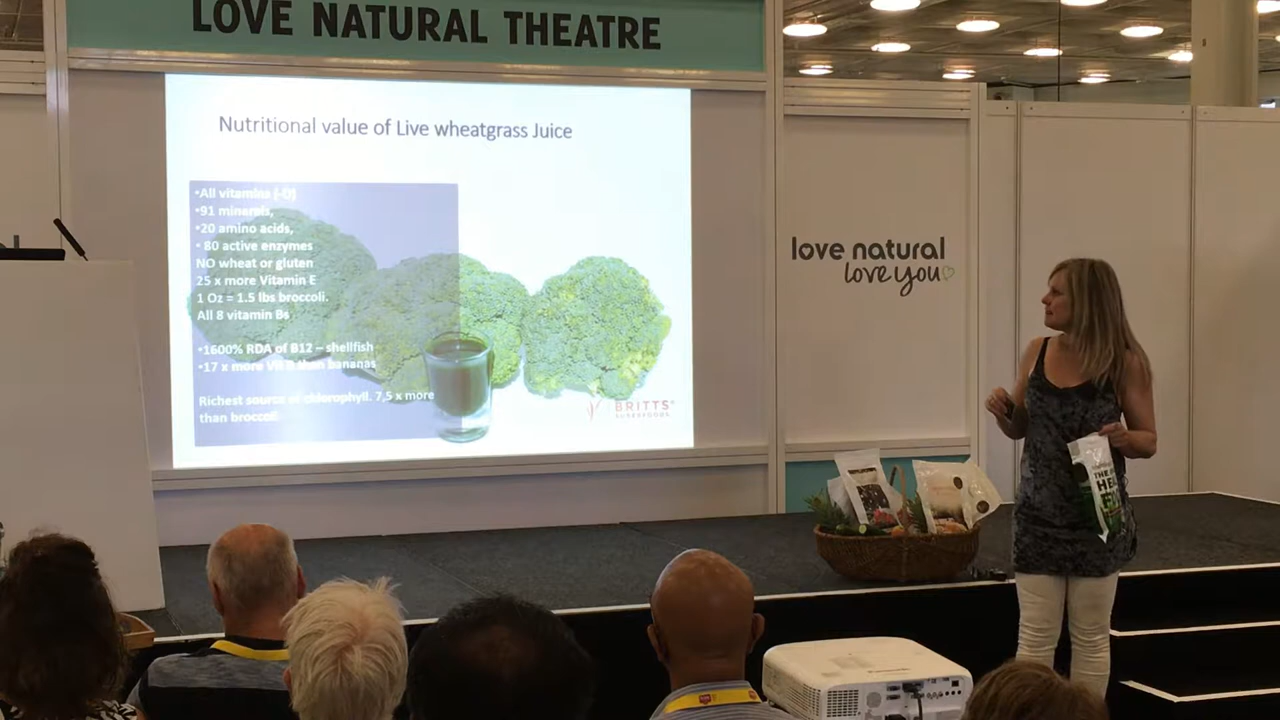 LOVE NATURAL THEATRE
Nutritional value of Live wheatgrass Juice
•All vitamins (-D)
•91 minerals,
•20 amino acids,
• 80 active enzymes
NO wheat or gluten
25 x more Vitamin E
1 Oz = 1.5 lbs broccoli.
All 8 vitamin Bs
•1600% RDA of B12 – shellfish
•17 x more Vit B than bananas
Richest source of chlorophyll. 7,5 x more
than broccoli.
BRITTS
SUPERFOODS
love natural
love you
THE